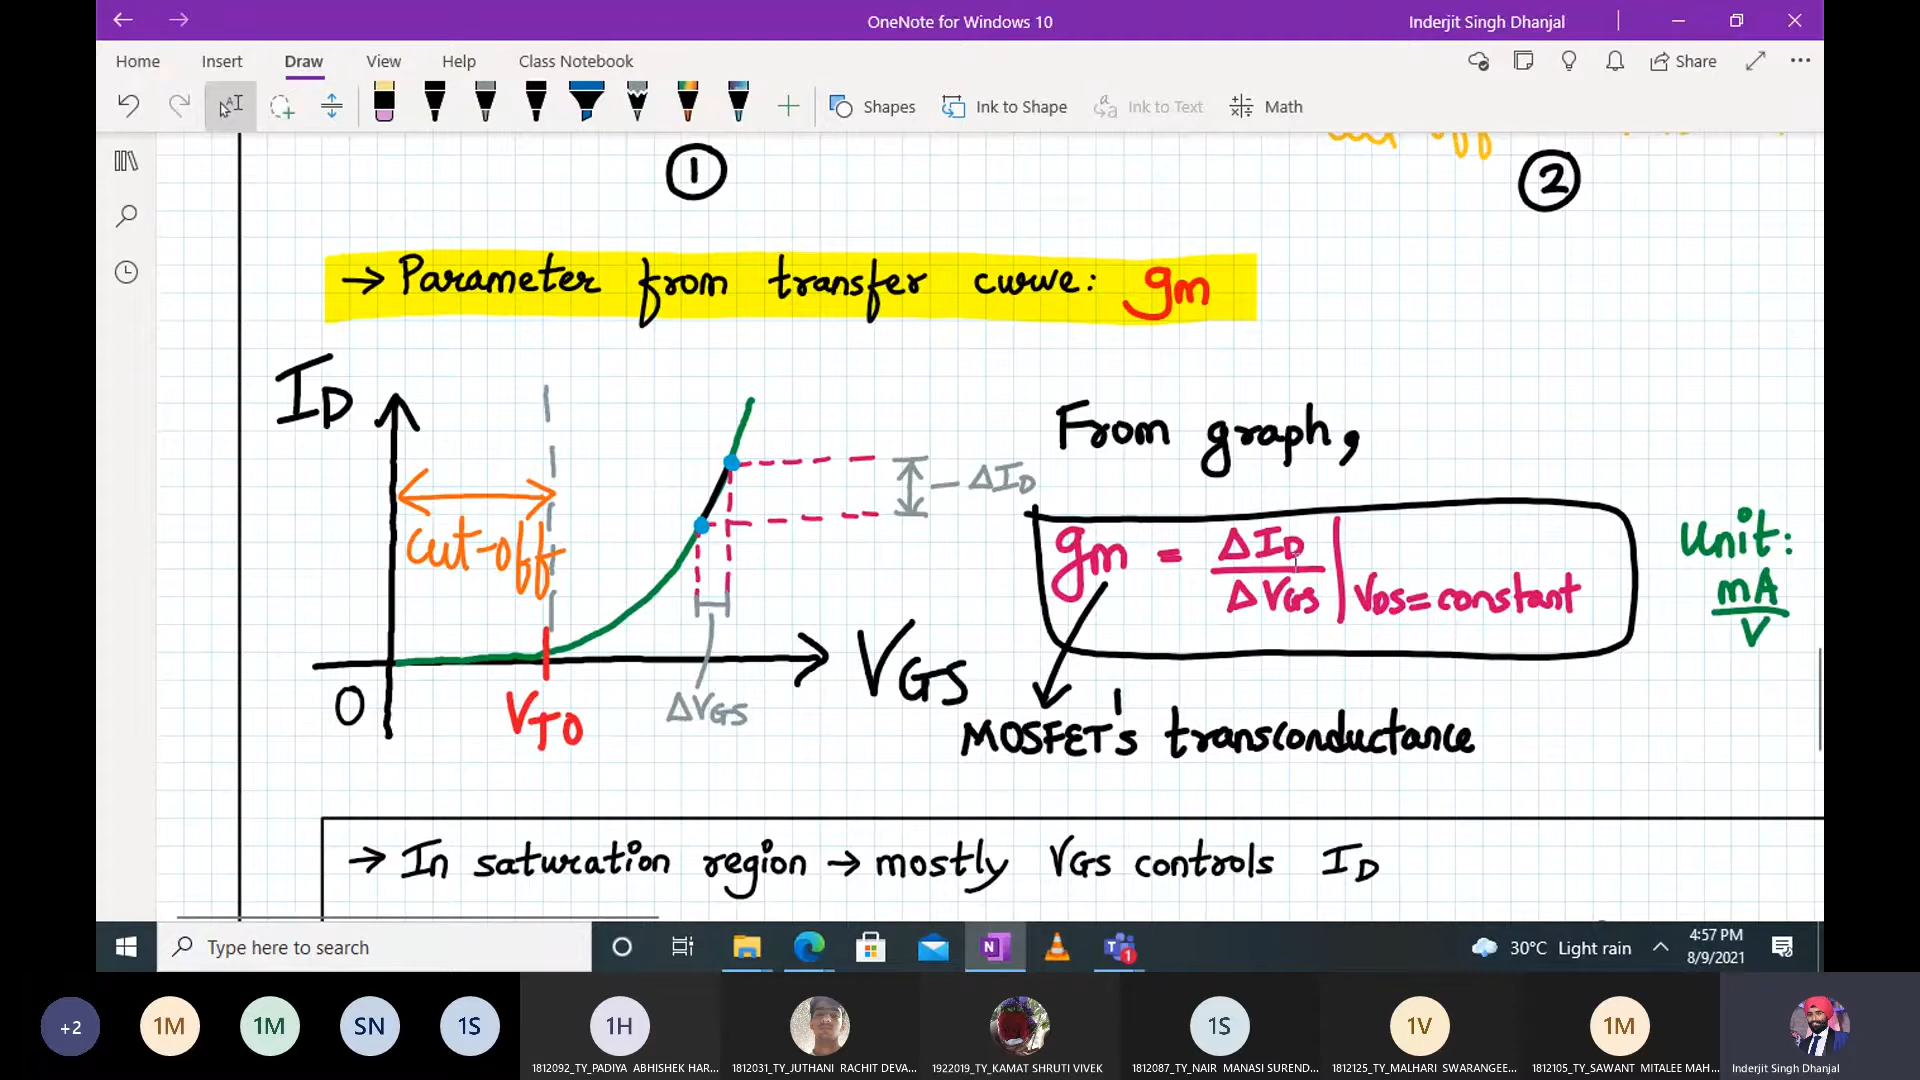 OneNote for Windows 10
Inderjit Singh Dhanjal
Home Insert Draw View Help Class Notebook
Share
Shapes Ink to Shape Ink to Text Math
1
2
→ Parameter from transfer curve: gm
ID
cut-off
ΔID
From graph,
gm = ΔID/ΔVGS | VDS=constant
Unit:
mA/V
0
VTO
ΔVGS
VGS
MOSFET's transconductance
→ In saturation region → mostly VGS controls ID
Type here to search
N
1
30°C Light rain
4:57 PM
8/9/2021
+2
1M
1M
SN
1S
1H
1S
1V
1M
1812092_TY_PADIYA ABHISHEK HAR...
1812031_TY_JUTHANI RACHIT DEVA...
1922019_TY_KAMAT SHRUTI VIVEK
1812087_TY_NAIR MANASI SUREND...
1812125_TY_MALHARI SWARANGEE...
1812105_TY_SAWANT MITALEE MAH...
Inderjit Singh Dhanjal